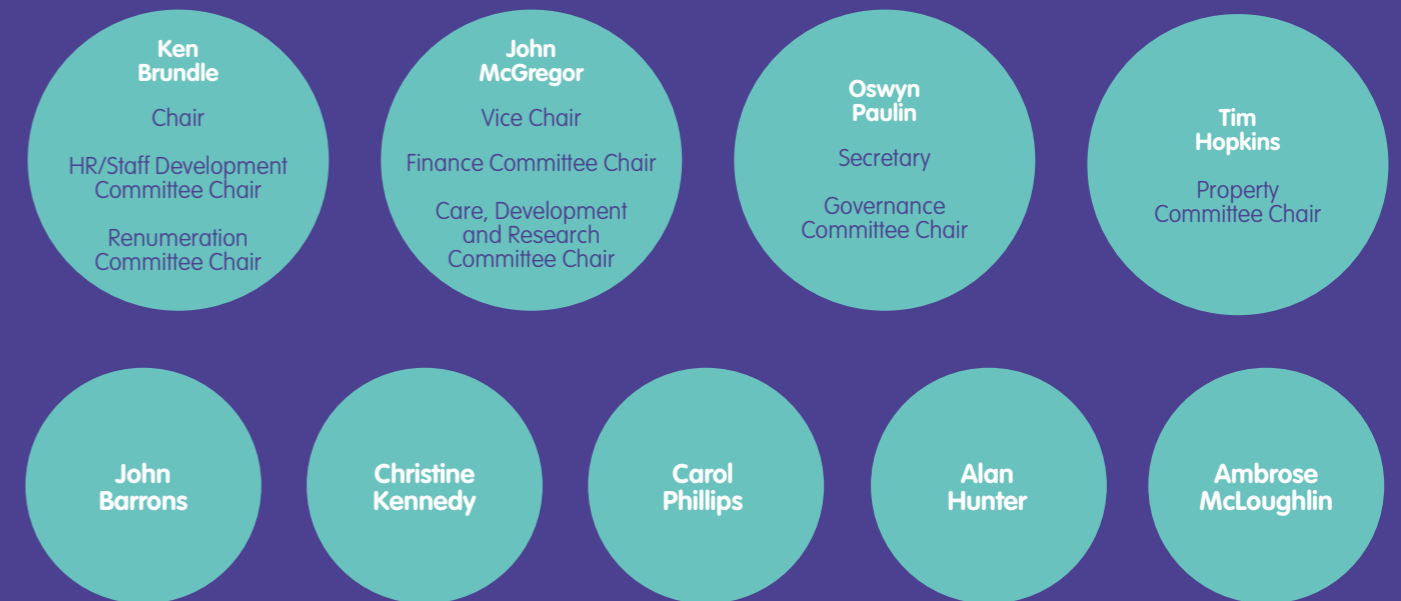 Ken
Brundle
Chair
HR/Staff Development
Committee Chair
Renumeration
Committee Chair
John
McGregor
Vice Chair
Finance Committee Chair
Care, Development
and Research
Committee Chair
Oswyn
Paulin
Secretary
Governance
Committee Chair
Tim
Hopkins
Property
Committee Chair
John
Barrons
Christine
Kennedy
Carol
Phillips
Alan
Hunter
Ambrose
McLoughlin